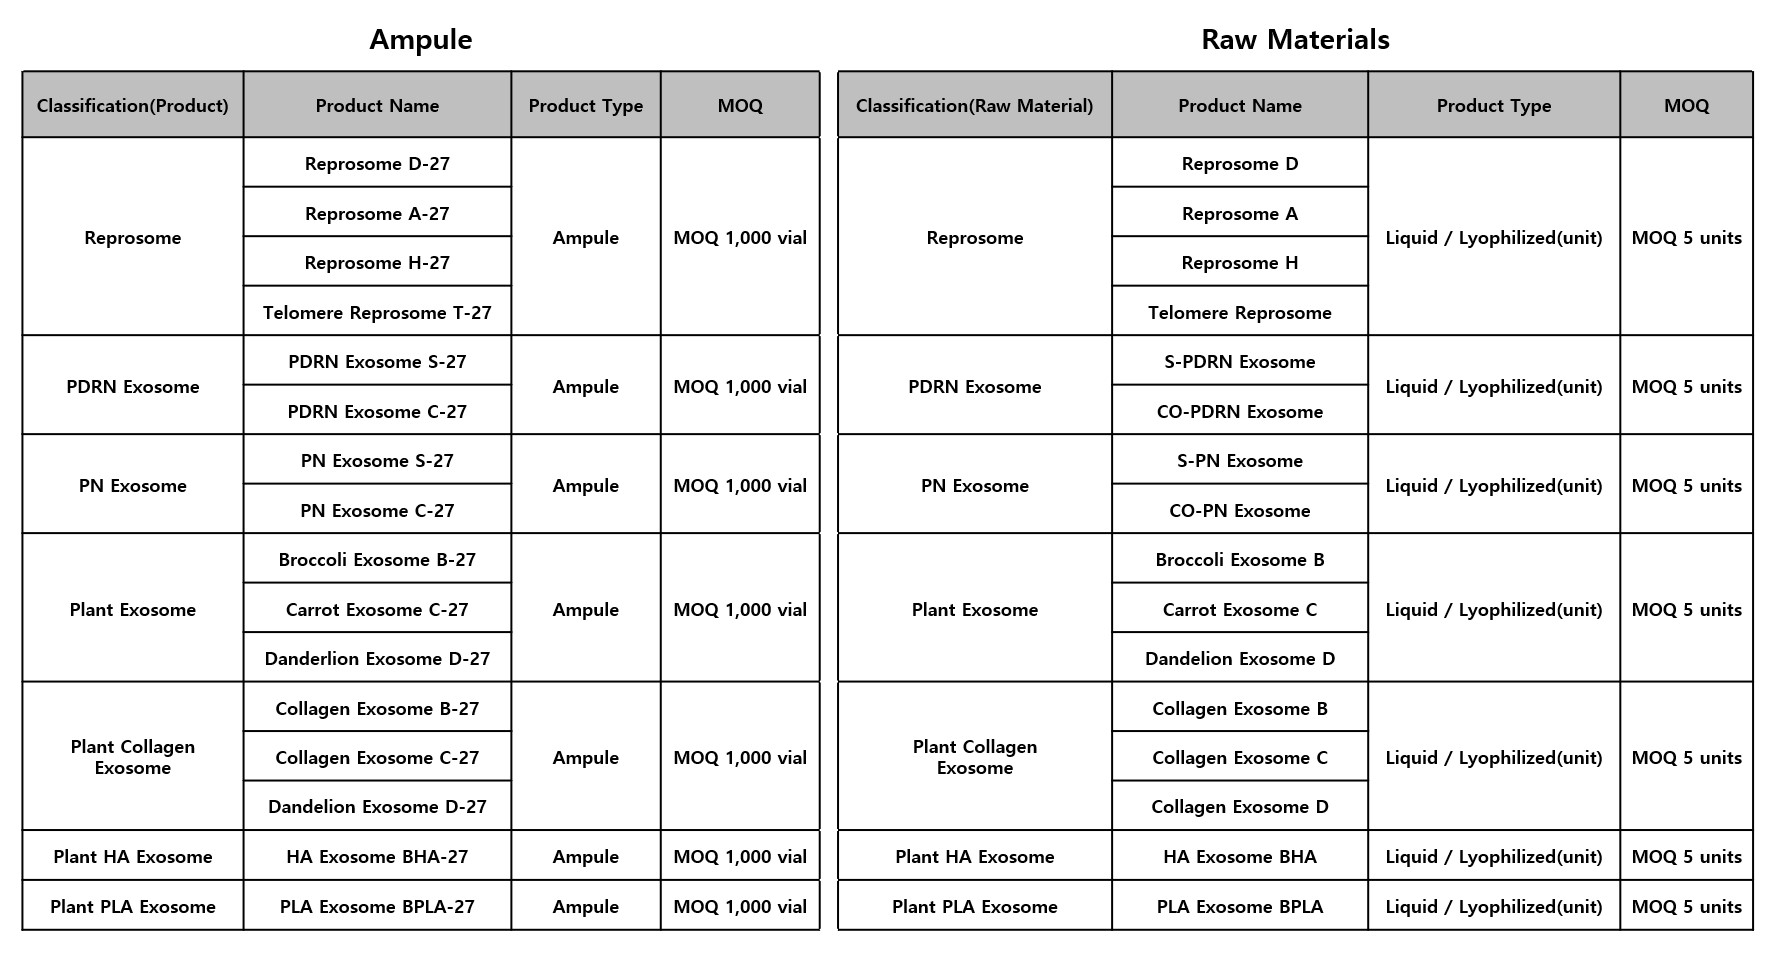 Ampule
Classification(Product) Product Name Product Type MOQ
Reprosome
Reprosome D-27
Reprosome A-27
Reprosome H-27
Telomere Reprosome T-27
Ampule
MOQ 1,000 vial
PDRN Exosome
PDRN Exosome S-27
PDRN Exosome C-27
Ampule
MOQ 1,000 vial
PN Exosome
PN Exosome S-27
PN Exosome C-27
Ampule
MOQ 1,000 vial
Plant Exosome
Broccoli Exosome B-27
Carrot Exosome C-27
Danderlion Exosome D-27
Ampule
MOQ 1,000 vial
Plant Collagen
Exosome
Collagen Exosome B-27
Collagen Exosome C-27
Dandelion Exosome D-27
Ampule
MOQ 1,000 vial
Plant HA Exosome HA Exosome BHA-27 Ampule MOQ 1,000 vial
Plant PLA Exosome PLA Exosome BPLA-27 Ampule MOQ 1,000 vial
Raw Materials
Classification(Raw Material) Product Name Product Type MOQ
Reprosome
Reprosome D
Reprosome A
Reprosome H
Telomere Reprosome
Liquid / Lyophilized(unit)
MOQ 5 units
PDRN Exosome
S-PDRN Exosome
CO-PDRN Exosome
Liquid / Lyophilized(unit)
MOQ 5 units
PN Exosome
S-PN Exosome
CO-PN Exosome
Liquid / Lyophilized(unit)
MOQ 5 units
Plant Exosome
Broccoli Exosome B
Carrot Exosome C
Dandelion Exosome D
Liquid / Lyophilized(unit)
MOQ 5 units
Plant Collagen
Exosome
Collagen Exosome B
Collagen Exosome C
Collagen Exosome D
Liquid / Lyophilized(unit)
MOQ 5 units
Plant HA Exosome HA Exosome BHA Liquid / Lyophilized(unit) MOQ 5 units
Plant PLA Exosome PLA Exosome BPLA Liquid / Lyophilized(unit) MOQ 5 units